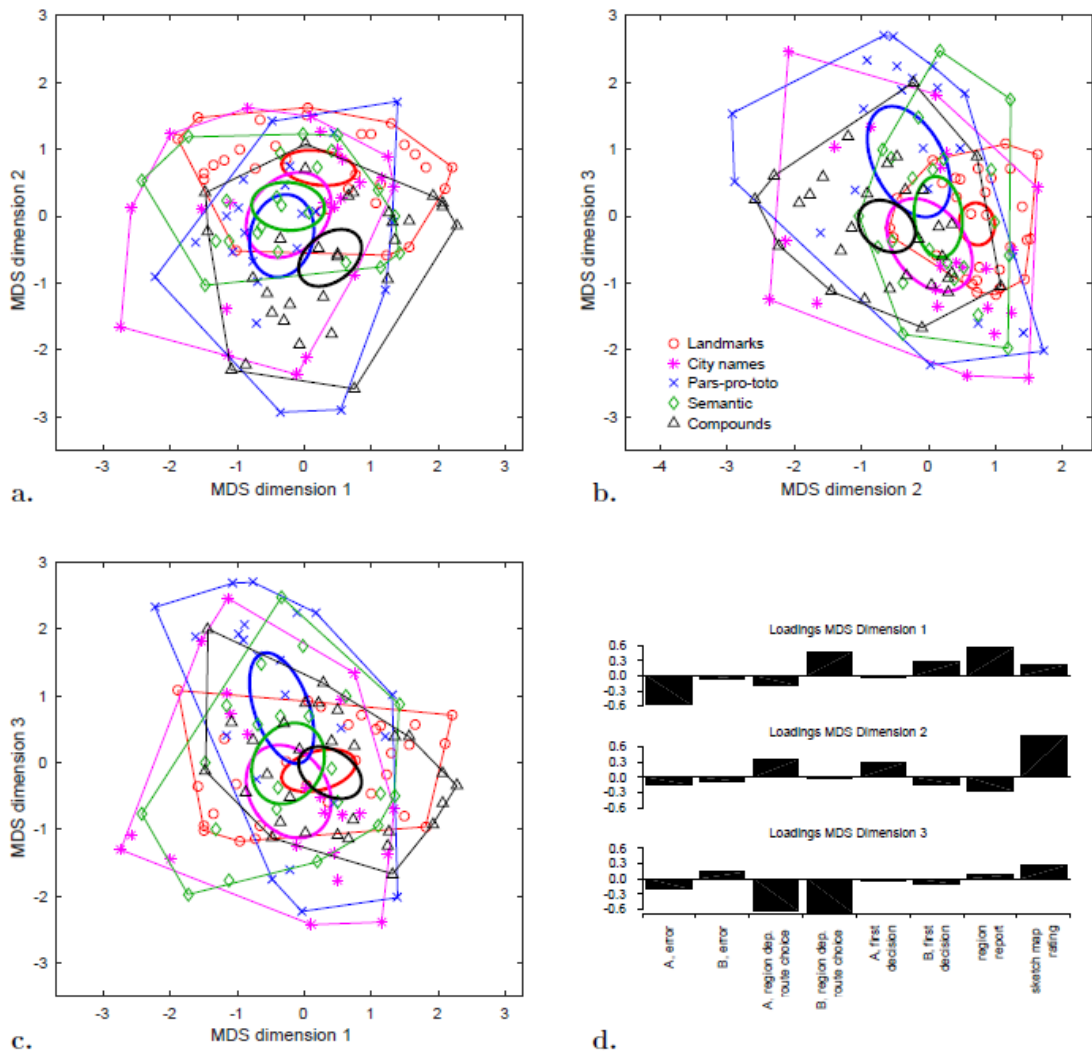 3
2
1
0
-1
-2
-3
MDS dimension 2
-3
-2
-1
0
1
2
3
MDS dimension 1
a.
3
2
1
0
-1
-2
-3
MDS dimension 3
Landmarks
City names
Pars-pro-toto
Semantic
Compounds
-4
-3
-2
-1
0
1
2
MDS dimension 2
b.
3
2
1
0
-1
-2
-3
MDS dimension 3
-3
-2
-1
0
1
2
3
MDS dimension 1
c.
Loadings MDS Dimension 1
0.6
0.3
0.0
-0.3
-0.6
Loadings MDS Dimension 2
0.6
0.3
0.0
-0.3
-0.6
Loadings MDS Dimension 3
0.6
0.3
0.0
-0.3
-0.6
A, error
B, error
A, region dep.
route choice
B, region dep.
route choice
A, first
decision
B, first
decision
region
report
sketch map
rating
d.